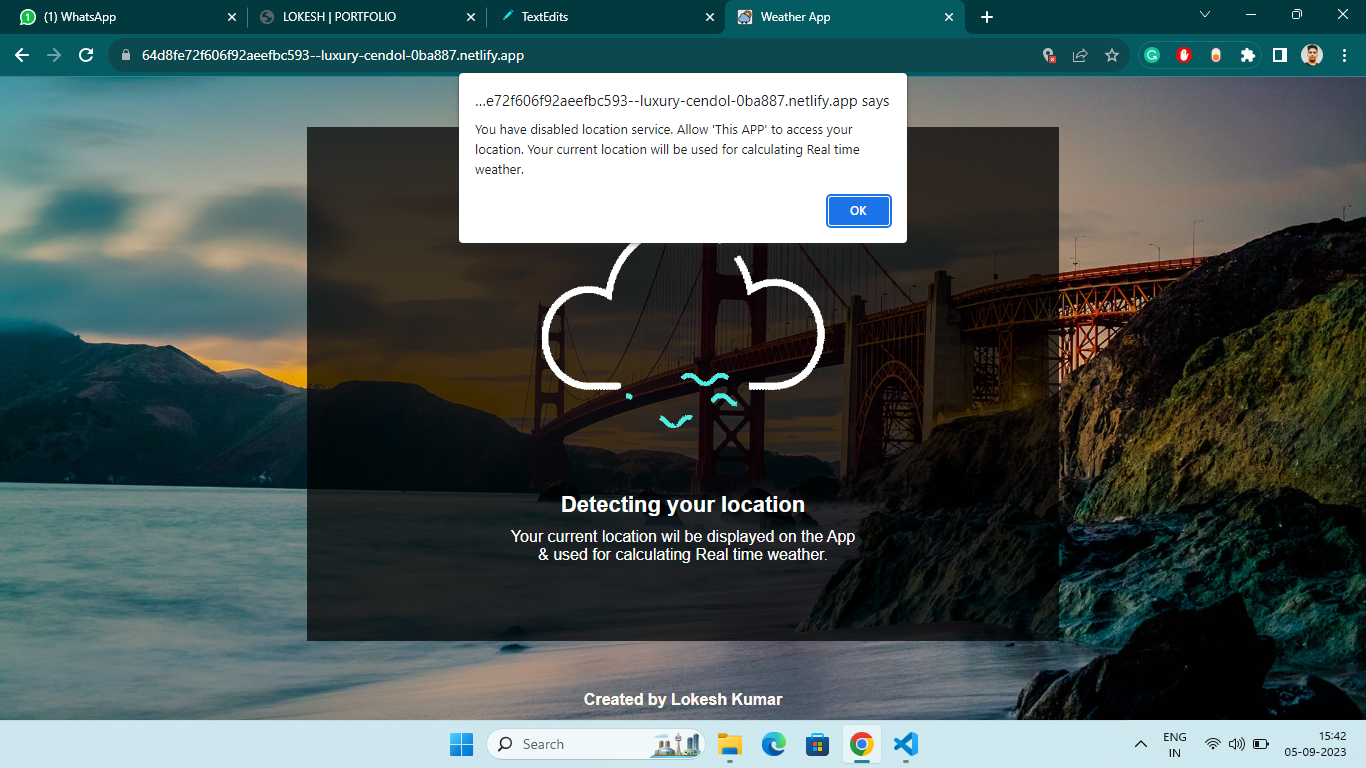 (1) WhatsApp
LOKESH | PORTFOLIO
TextEdits
Weather App
64d8fe72f606f92aeefbc593--luxury-cendol-0ba887.netlify.app
...e72f606f92aeefbc593--luxury-cendol-0ba887.netlify.app says
You have disabled location service. Allow 'This APP' to access your
location. Your current location will be used for calculating Real time
weather.
OK
Detecting your location
Your current location wil be displayed on the App
& used for calculating Real time weather.
Created by Lokesh Kumar
Search
ENG
IN
15:42
05-09-2023